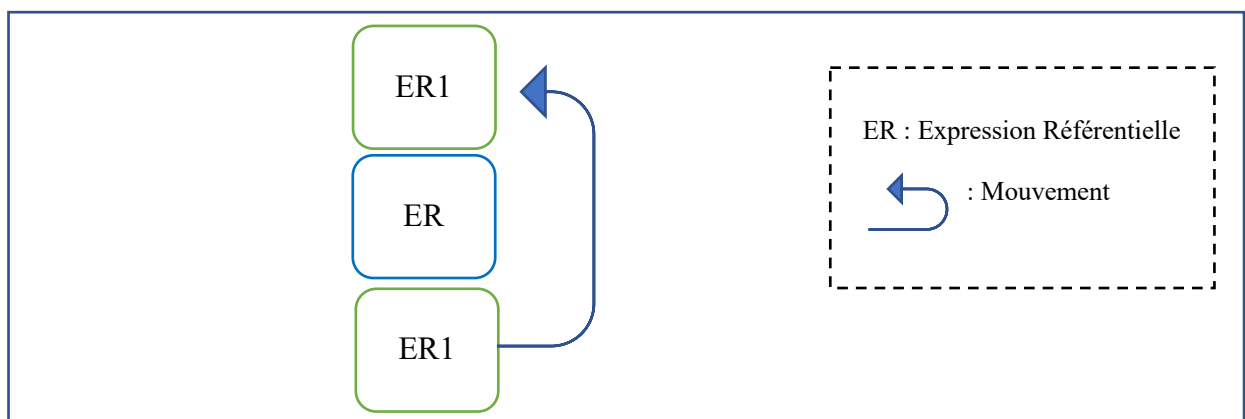 ER1
ER
ER1
ER : Expression Référentielle
: Mouvement